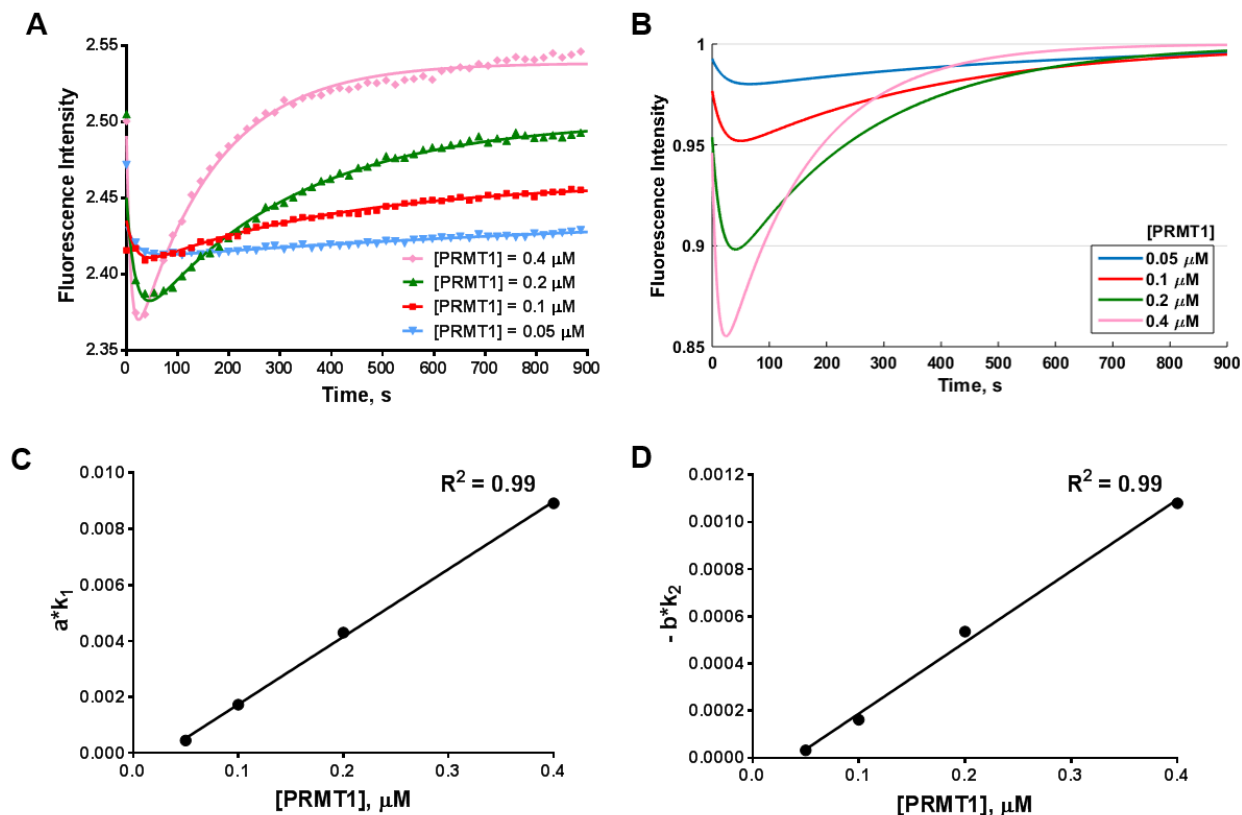 A
Fluorescence Intensity
2.55
2.50
2.45
2.40
2.35
[PRMT1] = 0.4 μM
[PRMT1] = 0.2 μM
[PRMT1] = 0.1 μM
[PRMT1] = 0.05 μM
0 100 200 300 400 500 600 700 800 900
Time, s
B
Fluorescence Intensity
1
0.95
0.9
0.85
[PRMT1]
0.05 μM
0.1 μM
0.2 μM
0.4 μM
0 100 200 300 400 500 600 700 800 900
Time, s
C
a*k1
0.010
0.008
0.006
0.004
0.002
0.000
R2 = 0.99
0.0 0.1 0.2 0.3 0.4
[PRMT1], μM
D
- b*k2
0.0012
0.0010
0.0008
0.0006
0.0004
0.0002
0.0000
R2 = 0.99
0.0 0.1 0.2 0.3 0.4
[PRMT1], μM